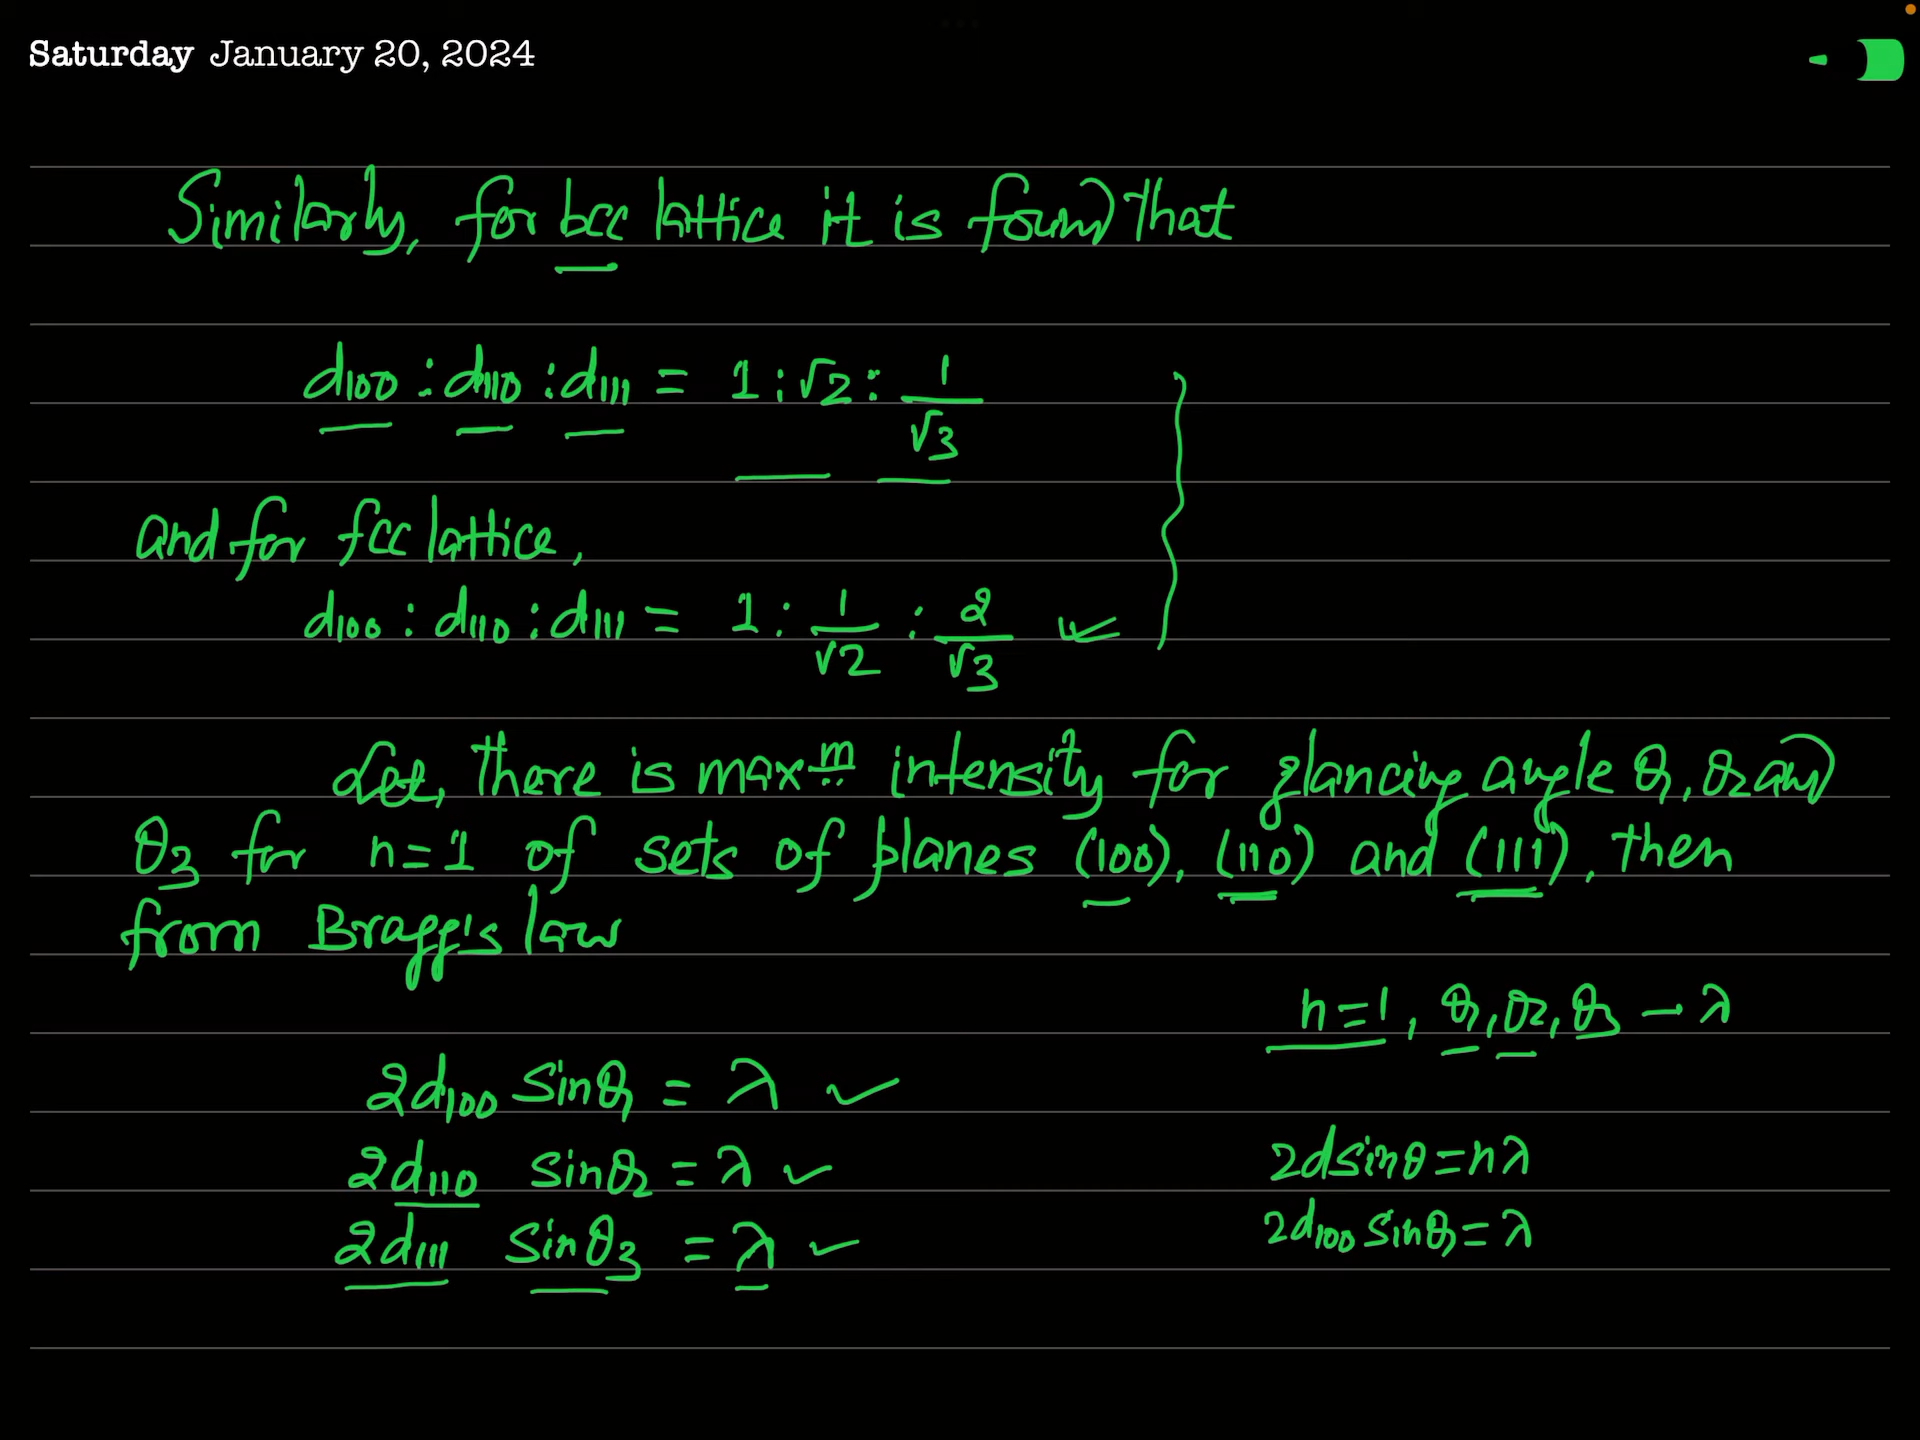 Saturday January 20, 2024
Similarly, for bcc lattice it is found that
d₁₀₀ : d₁₁₀ : d₁₁₁ = 1 : √2 : 1/√3
and for fcc lattice,
d₁₀₀ : d₁₁₀ : d₁₁₁ = 1 : 1/√2 : 2/√3
Let, there is maxᵐ intensity for glancing angle θ₁, θ₂ and
θ₃ for n=1 of sets of planes (100), (110) and (111), then
from Bragg's law
n=1, θ₁, θ₂, θ₃ — λ
2d₁₀₀ sinθ₁ = λ ✓
2d₁₁₀ sinθ₂ = λ ✓
2dsinθ = nλ
2d₁₁₁ sinθ₃ = λ ✓
2d₁₀₀ sinθ₁ = λ